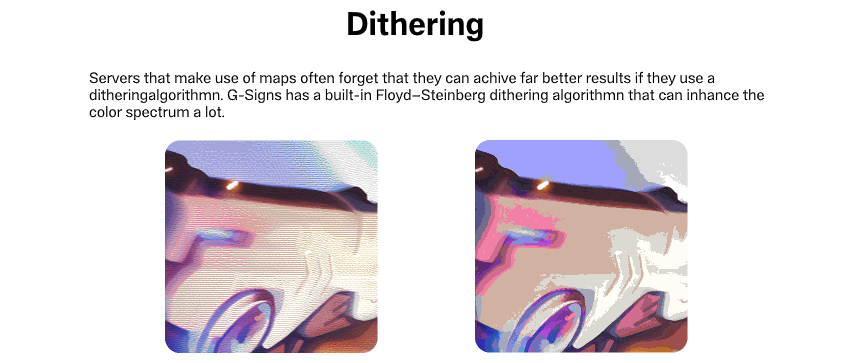 Dithering
Servers that make use of maps often forget that they can achive far better results if they use a
ditheringalgorithmn. G-Signs has a built-in Floyd–Steinberg dithering algorithmn that can inhance the
color spectrum a lot.